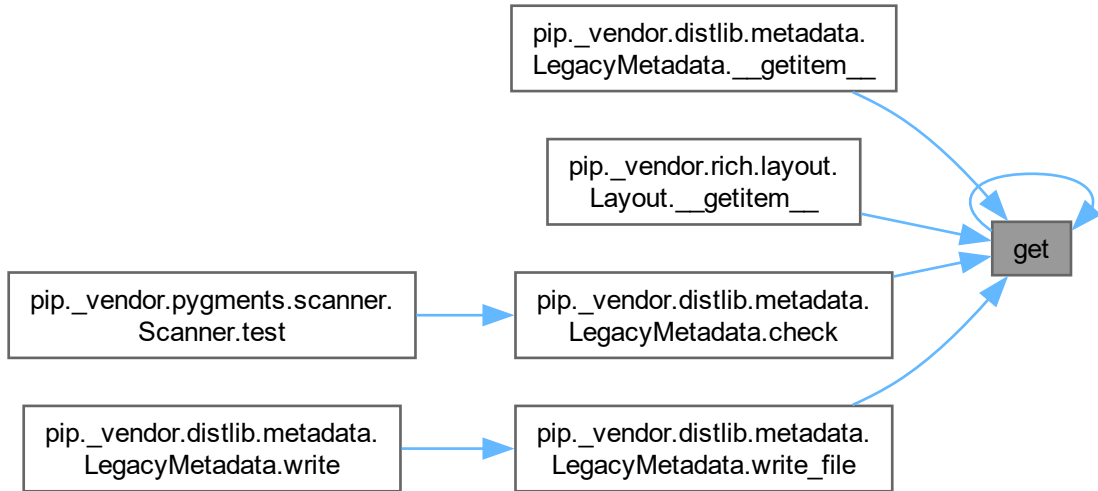 pip._vendor.distlib.metadata.
LegacyMetadata.__getitem__
pip._vendor.rich.layout.
Layout.__getitem__
get
pip._vendor.pygments.scanner.
Scanner.test
pip._vendor.distlib.metadata.
LegacyMetadata.check
pip._vendor.distlib.metadata.
LegacyMetadata.write
pip._vendor.distlib.metadata.
LegacyMetadata.write_file